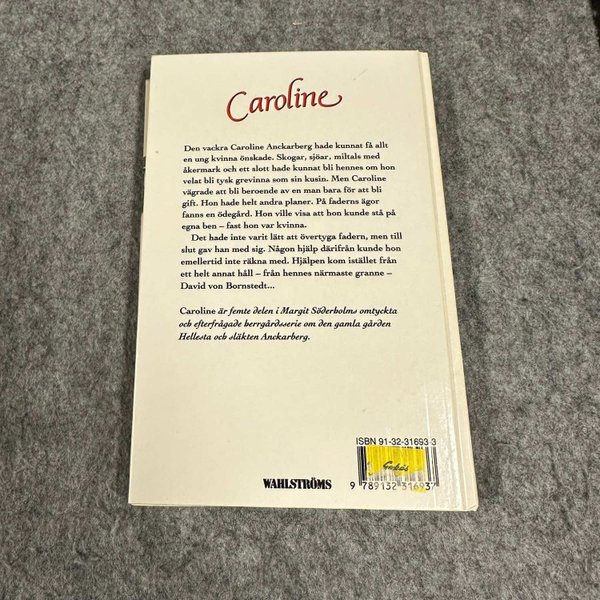 Caroline
Den vackra Caroline Anckarberg hade kunnat få allt
en ung kvinna önskade. Skogar, sjöar, miltals med
åkermark och ett slott hade kunnat bli hennes om hon
velat bli tysk grevinna som sin kusin. Men Caroline
vägrade att bli beroende av en man bara för att bli
gift. Hon hade helt andra planer. På faderns ägor
fanns en ödegård. Hon ville visa att hon kunde stå på
egna ben – fast hon var kvinna.
Det hade inte varit lätt att övertyga fadern, men till
slut gav han med sig. Någon hjälp därifrån kunde hon
emellertid inte räkna med. Hjälpen kom istället från
ett helt annat håll – från hennes närmaste granne –
David von Bornstedt...
Caroline är femte delen i Margit Söderholms omtyckta
och efterfrågade herrgårdsserie om den gamla gården
Hellesta och släkten Anckarberg.
ISBN 91-32-31693-3
9 789132 316937
WAHLSTRÖMS